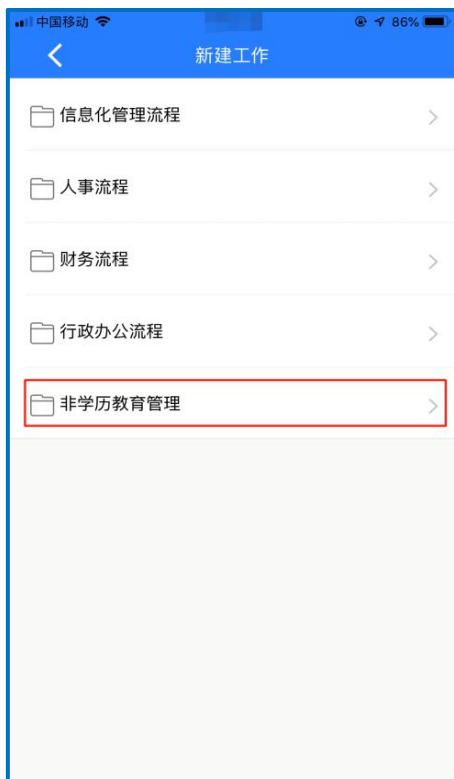 中国移动 86%
新建工作
信息化管理流程
人事流程
财务流程
行政办公流程
非学历教育管理